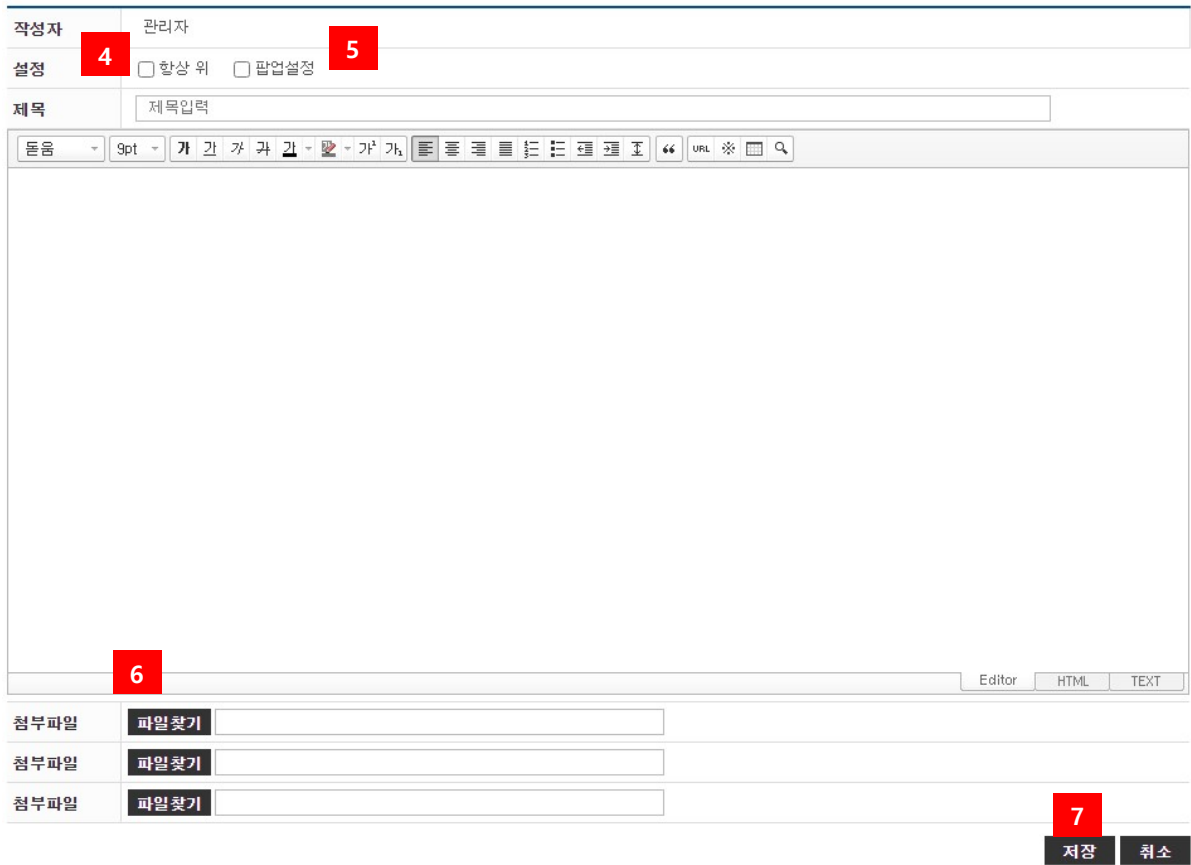 작성자 관리자
4 5
설정 항상 위 팝업설정
제목 제목입력
돋움 9pt 가 가 가 가 가 가¹ 가₁ URL ※
6
Editor HTML TEXT
첨부파일 파일찾기
첨부파일 파일찾기
첨부파일 파일찾기
7
저장 취소